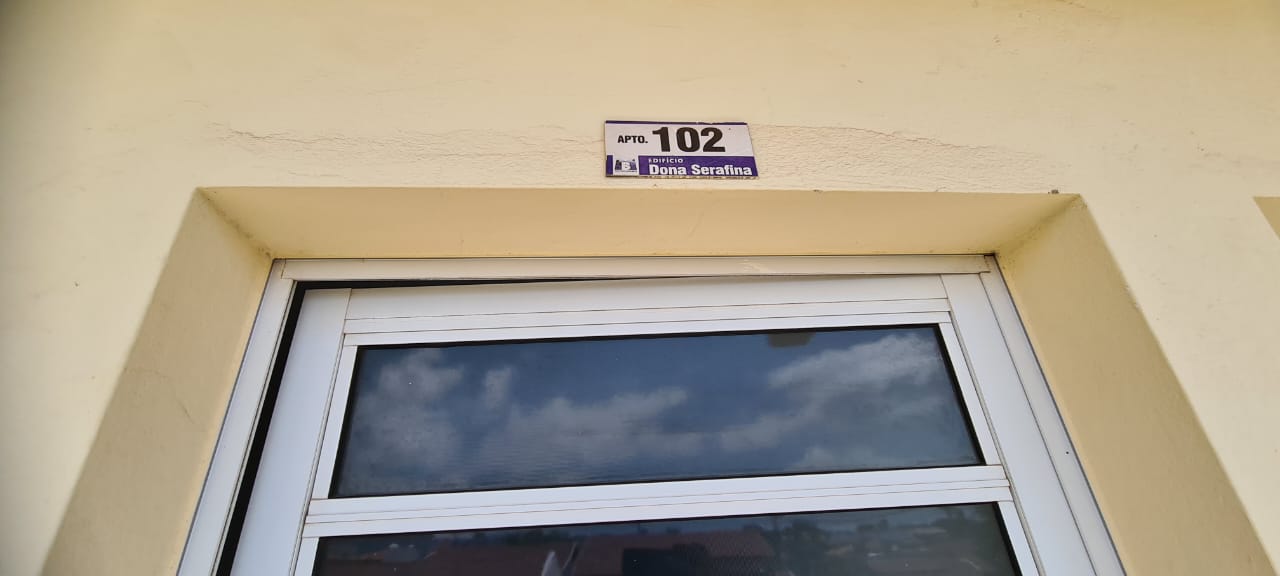 APTO. 102
EDIFÍCIO
Dona Serafina